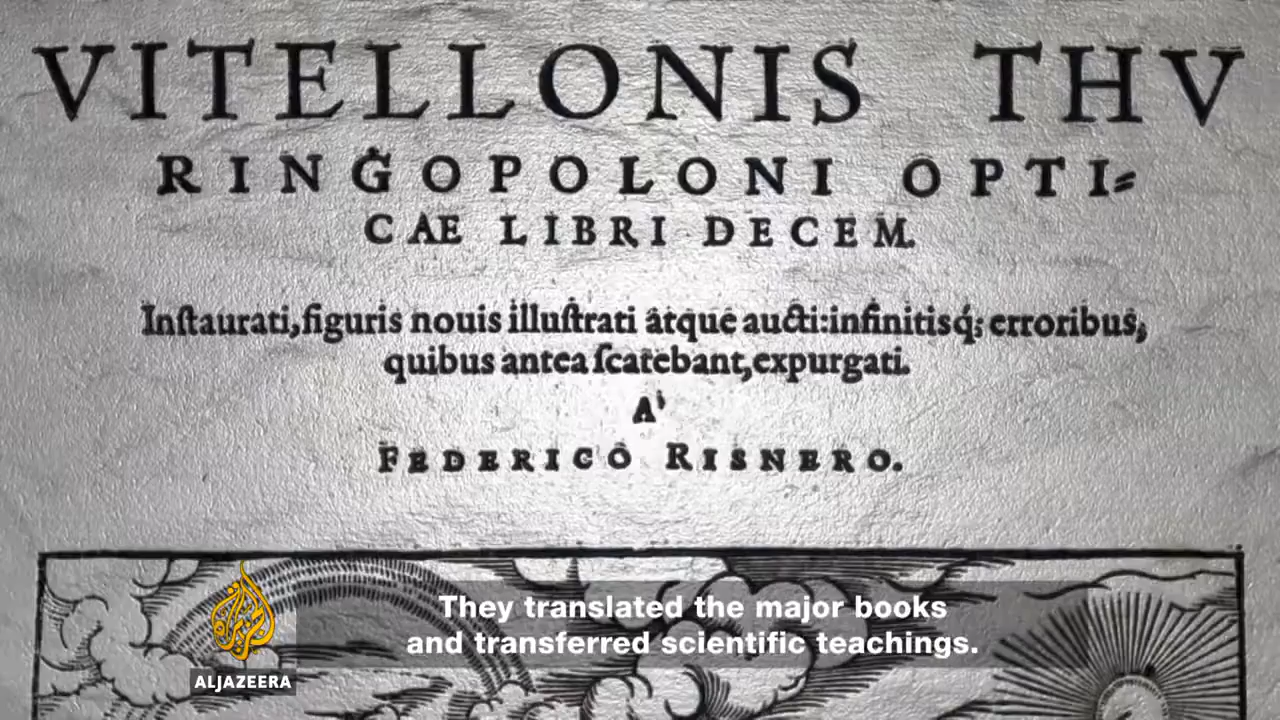 VITELLONIS THV
RINGOPOLONI OPTI=
CAE LIBRI DECEM.
Inſtaurati, figuris nouis illuſtrati atque aucti: infinitisq́; erroribus,
quibus antea ſcatebant, expurgati.
A'
FEDERICO RISNERO.
They translated the major books
and transferred scientific teachings.
ALJAZEERA